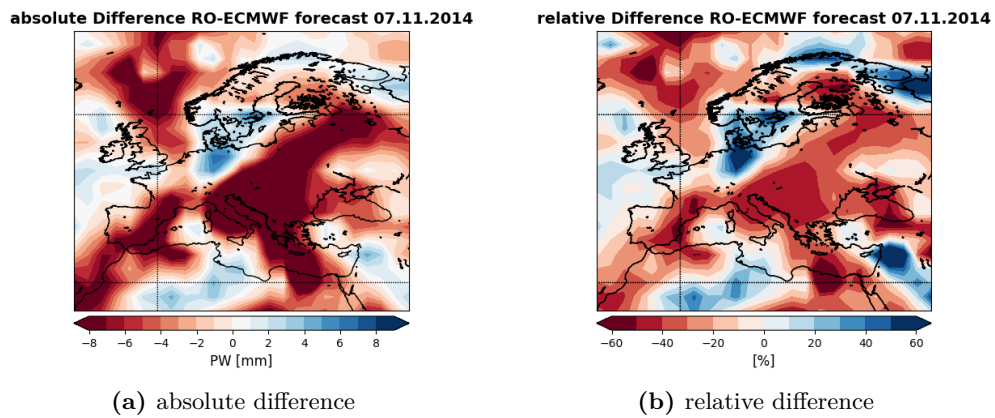 absolute Difference RO-ECMWF forecast 07.11.2014
relative Difference RO-ECMWF forecast 07.11.2014
−8 −6 −4 −2 0 2 4 6 8
PW [mm]
−60 −40 −20 0 20 40 60
[%]
(a) absolute difference
(b) relative difference